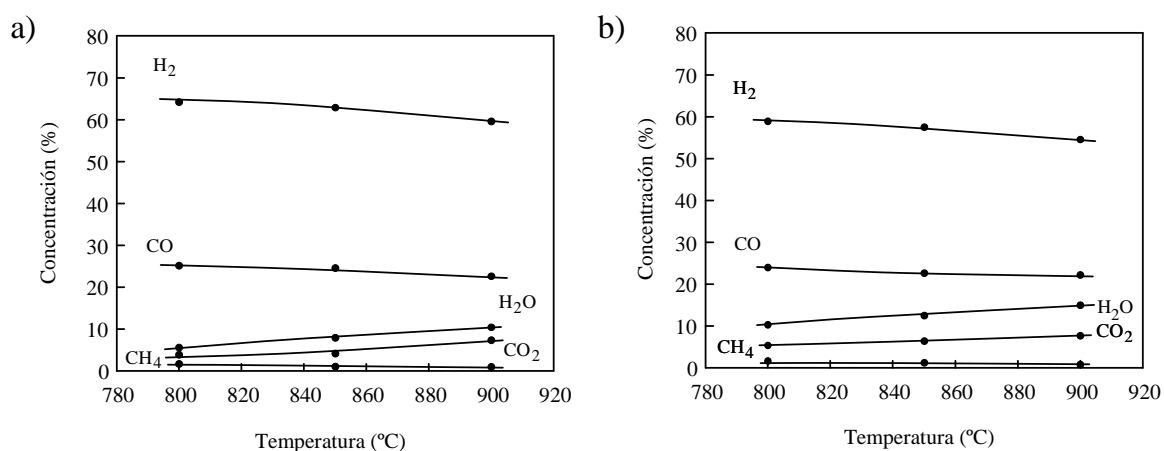 a)
80
70
60
50
40
30
20
10
0
Concentración (%)
H2
CO
H2O
CH4
CO2
780 800 820 840 860 880 900 920
Temperatura (ºC)
b)
80
70
60
50
40
30
20
10
0
Concentración (%)
H2
CO
H2O
CO2
CH4
780 800 820 840 860 880 900 920
Temperatura (ºC)